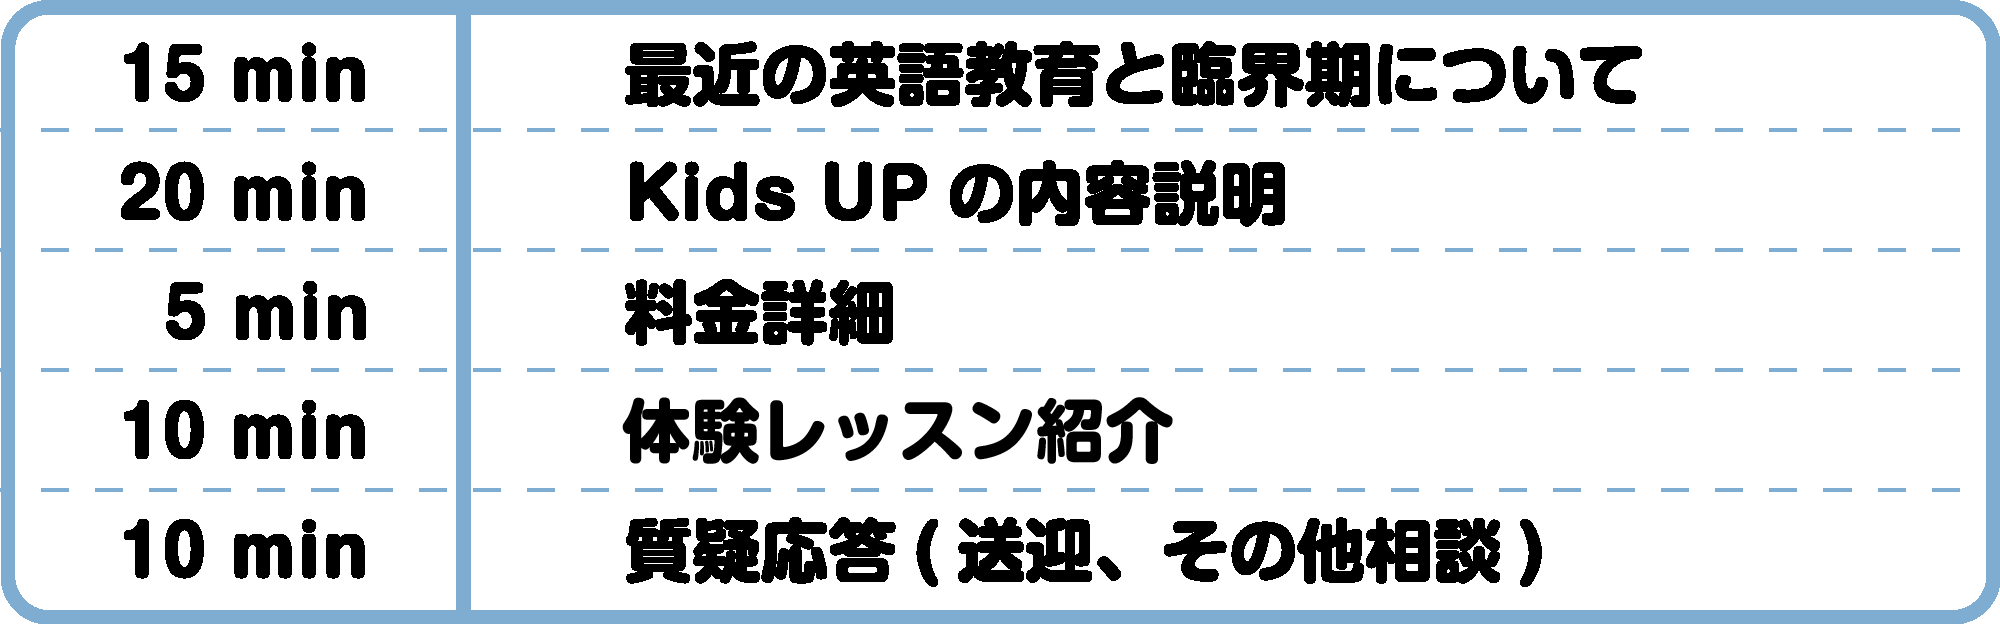 15 min 最近の英語教育と臨界期について
20 min Kids UP の内容説明
5 min 料金詳細
10 min 体験レッスン紹介
10 min 質疑応答 ( 送迎、その他相談 )